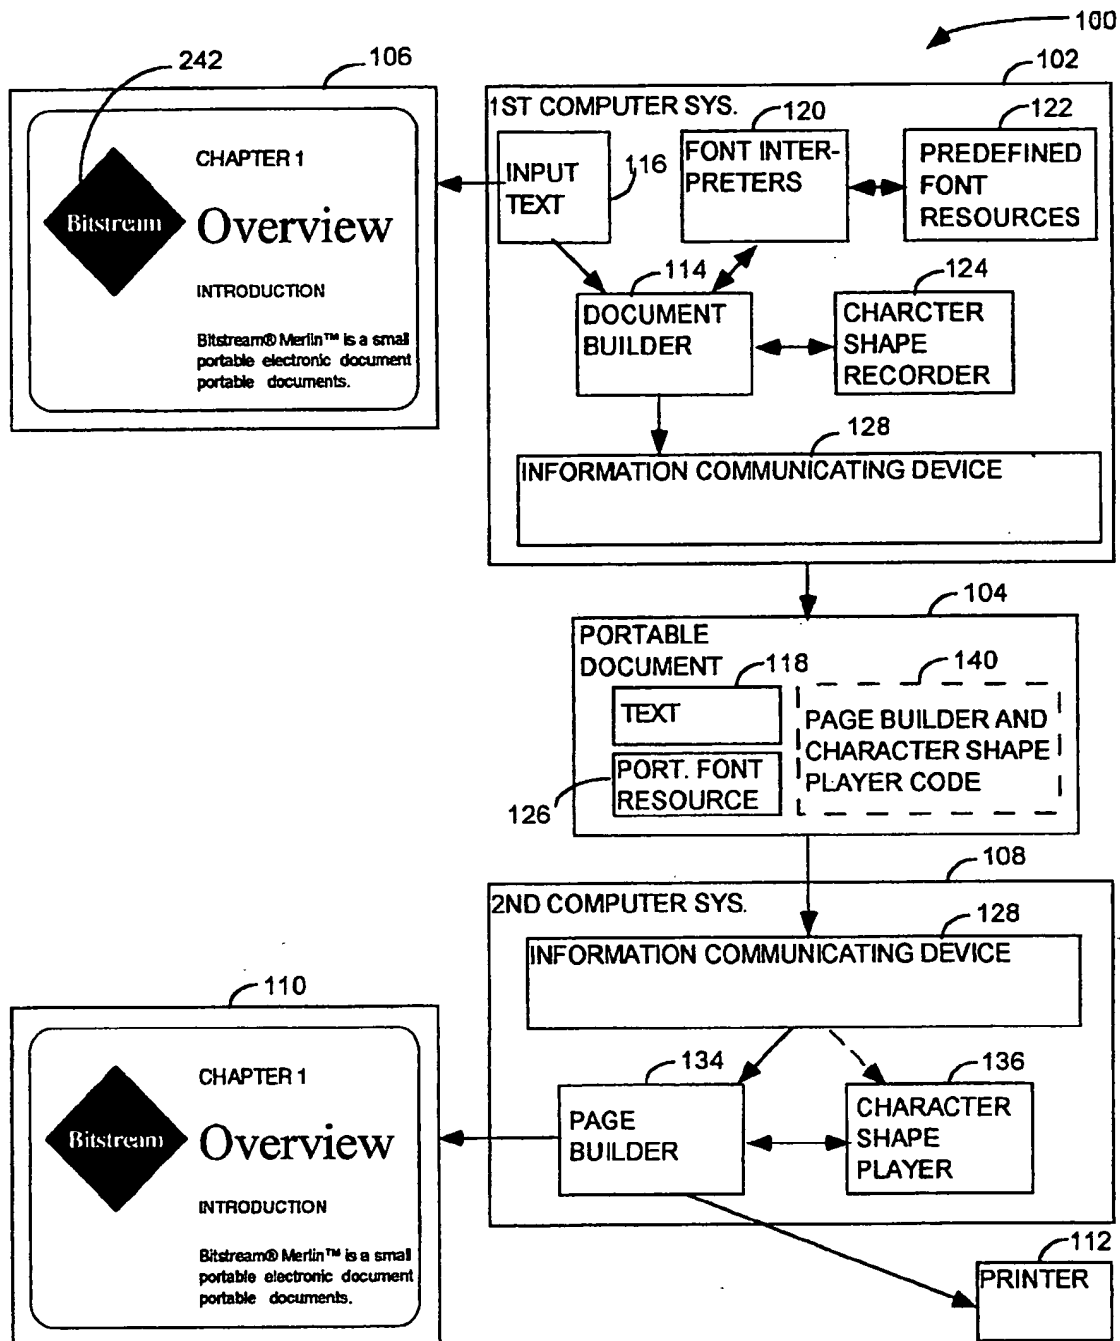 100
242
106
102
1ST COMPUTER SYS.
120
122
INPUT
TEXT
116
FONT INTER-
PRETERS
PREDEFINED
FONT
RESOURCES
CHAPTER 1
Bitstream
Overview
INTRODUCTION
Bitstream® Merlin™ is a small
portable electronic document
portable documents.
114
DOCUMENT
BUILDER
124
CHARCTER
SHAPE
RECORDER
128
INFORMATION COMMUNICATING DEVICE
104
PORTABLE
DOCUMENT
118
TEXT
140
PAGE BUILDER AND
CHARACTER SHAPE
PLAYER CODE
126
PORT. FONT
RESOURCE
108
2ND COMPUTER SYS.
128
INFORMATION COMMUNICATING DEVICE
110
CHAPTER 1
Bitstream
Overview
INTRODUCTION
Bitstream® Merlin™ is a small
portable electronic document
portable documents.
134
PAGE
BUILDER
136
CHARACTER
SHAPE
PLAYER
112
PRINTER